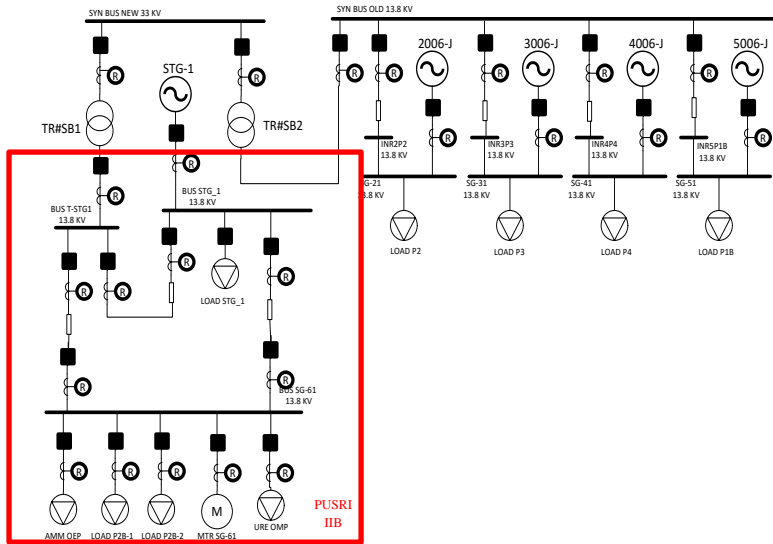 SYN BUS NEW 33 KV
SYN BUS OLD 13.8 KV
R
R
STG-1
R
R
2006-J
R
R
3006-J
R
R
4006-J
R
R
5006-J
R
TR#SB1
TR#SB2
INR2P2
13.8 KV
INR3P3
13.8 KV
INR4P4
13.8 KV
INR5P1B
13.8 KV
R
R
BUS STG_1
13.8 KV
SG-21
13.8 KV
SG-31
13.8 KV
SG-41
13.8 KV
SG-51
13.8 KV
BUS T-STG1
13.8 KV
LOAD P2
LOAD P3
LOAD P4
LOAD P1B
R
R
R
R
LOAD STG_1
R
R
BUS SG-61
13.8 KV
R
R
R
R
R
M
AMM OEP
LOAD P2B-1
LOAD P2B-2
MTR SG-61
URE OMP
PUSRI
IIB